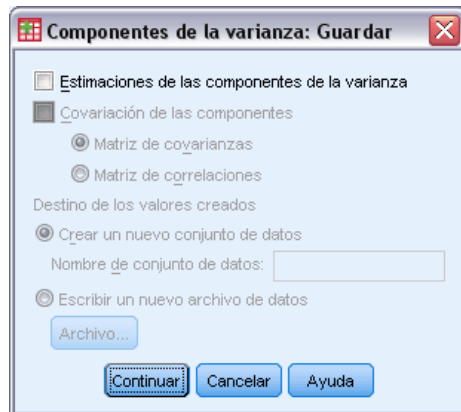 Componentes de la varianza: Guardar
Estimaciones de las componentes de la varianza
Covariación de las componentes
Matriz de covarianzas
Matriz de correlaciones
Destino de los valores creados
Crear un nuevo conjunto de datos
Nombre de conjunto de datos:
Escribir un nuevo archivo de datos
Archivo...
Continuar Cancelar Ayuda